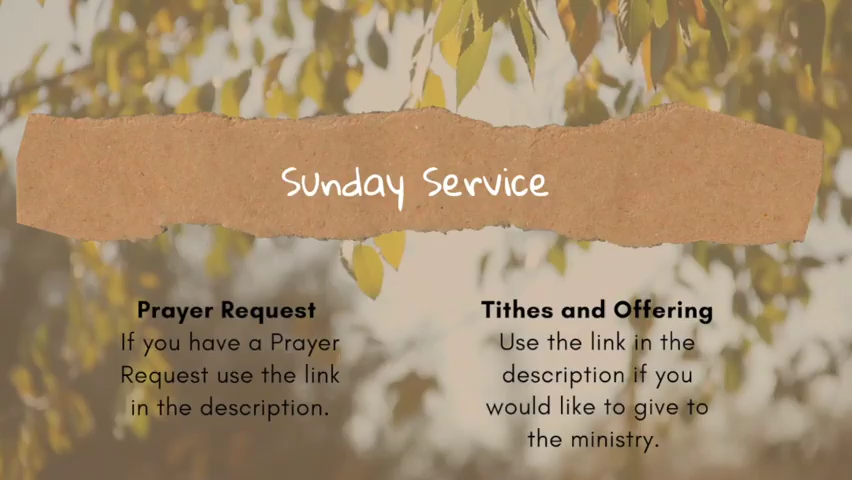 Sunday Service
Prayer Request
If you have a Prayer
Request use the link
in the description.
Tithes and Offering
Use the link in the
description if you
would like to give to
the ministry.